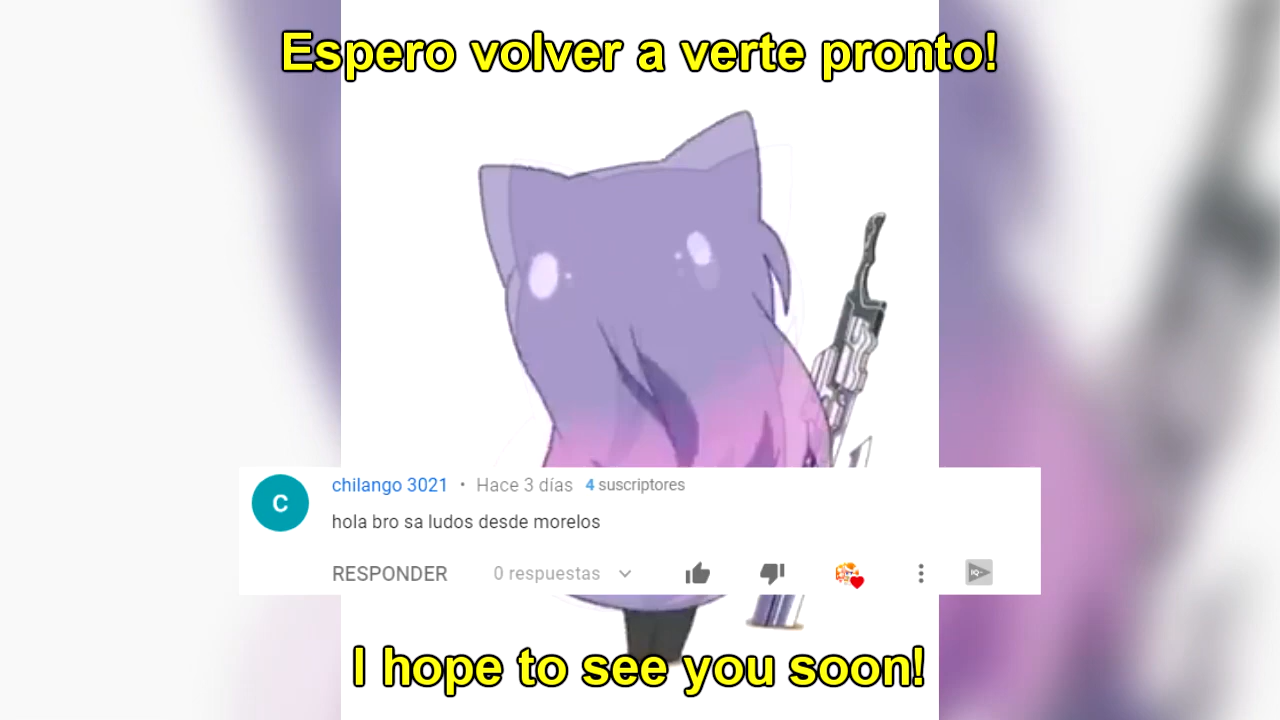 Espero volver a verte pronto!
C
chilango 3021 • Hace 3 días 4 suscriptores
hola bro sa ludos desde morelos
RESPONDER 0 respuestas
IQ
I hope to see you soon!